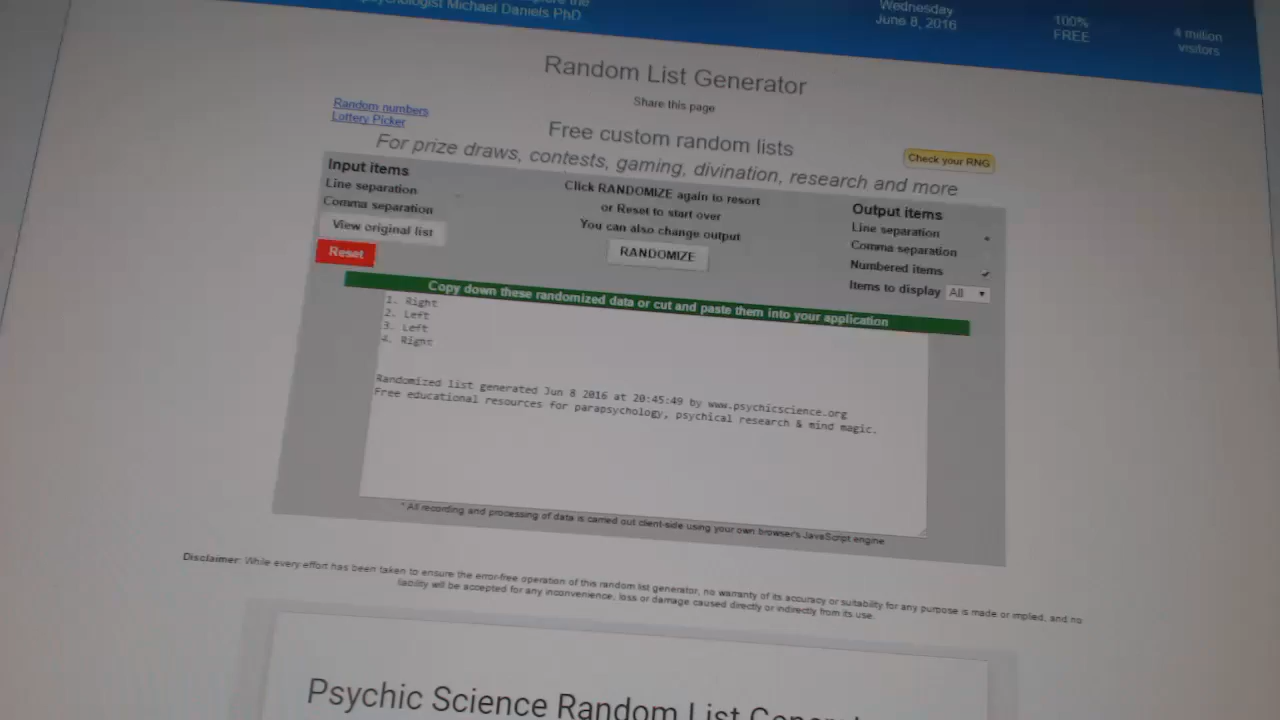 psychologist Michael Daniels PhD
Wednesday
June 8, 2016
100%
FREE
4 million
visitors
Random List Generator
Share this page
Random numbers
Lottery Picker
Free custom random lists
For prize draws, contests, gaming, divination, research and more
Check your RNG
Input items
Line separation
Comma separation
View original list
Reset
Click RANDOMIZE again to resort
or Reset to start over
You can also change output
RANDOMIZE
Output items
Line separation
Comma separation
Numbered items
Items to display All
Copy down these randomized data or cut and paste them into your application
1. Right
2. Left
3. Left
4. Right
Randomized list generated Jun 8 2016 at 20:45:49 by www.psychicscience.org
Free educational resources for parapsychology, psychical research & mind magic.
* All recording and processing of data is carried out client-side using your own browser's JavaScript engine
Disclaimer: While every effort has been taken to ensure the error-free operation of this random list generator, no warranty of its accuracy or suitability for any purpose is made or implied, and no
liability will be accepted for any inconvenience, loss or damage caused directly or indirectly from its use.
Psychic Science Random List